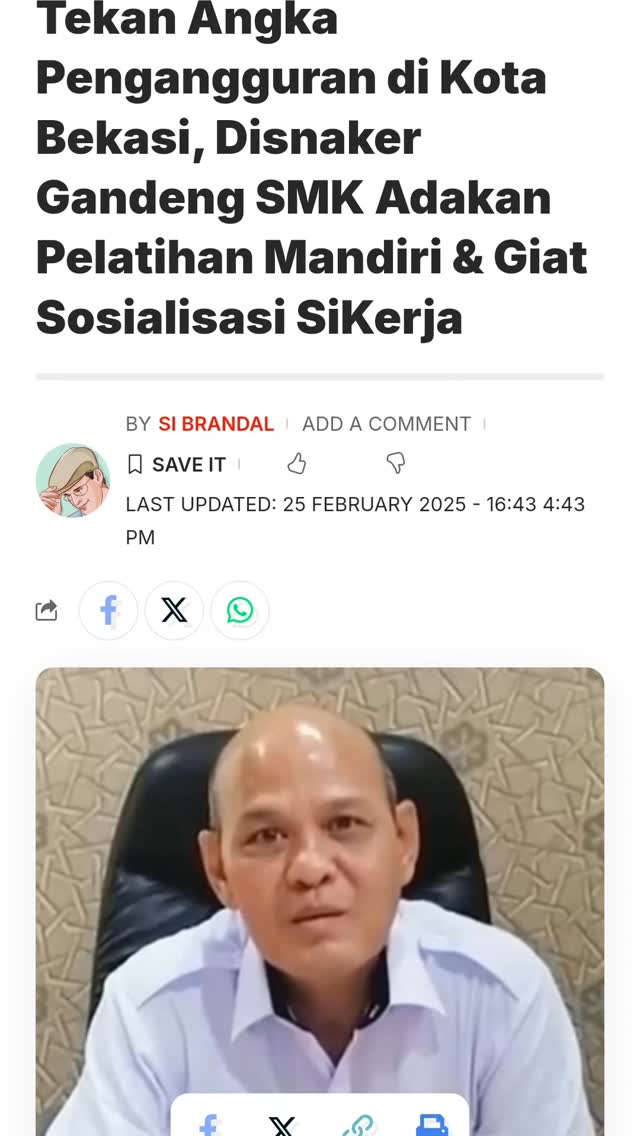 Tekan Angka
Pengangguran di Kota
Bekasi, Disnaker
Gandeng SMK Adakan
Pelatihan Mandiri & Giat
Sosialisasi SiKerja
BY SI BRANDAL ADD A COMMENT
SAVE IT
LAST UPDATED: 25 FEBRUARY 2025 - 16:43 4:43
PM